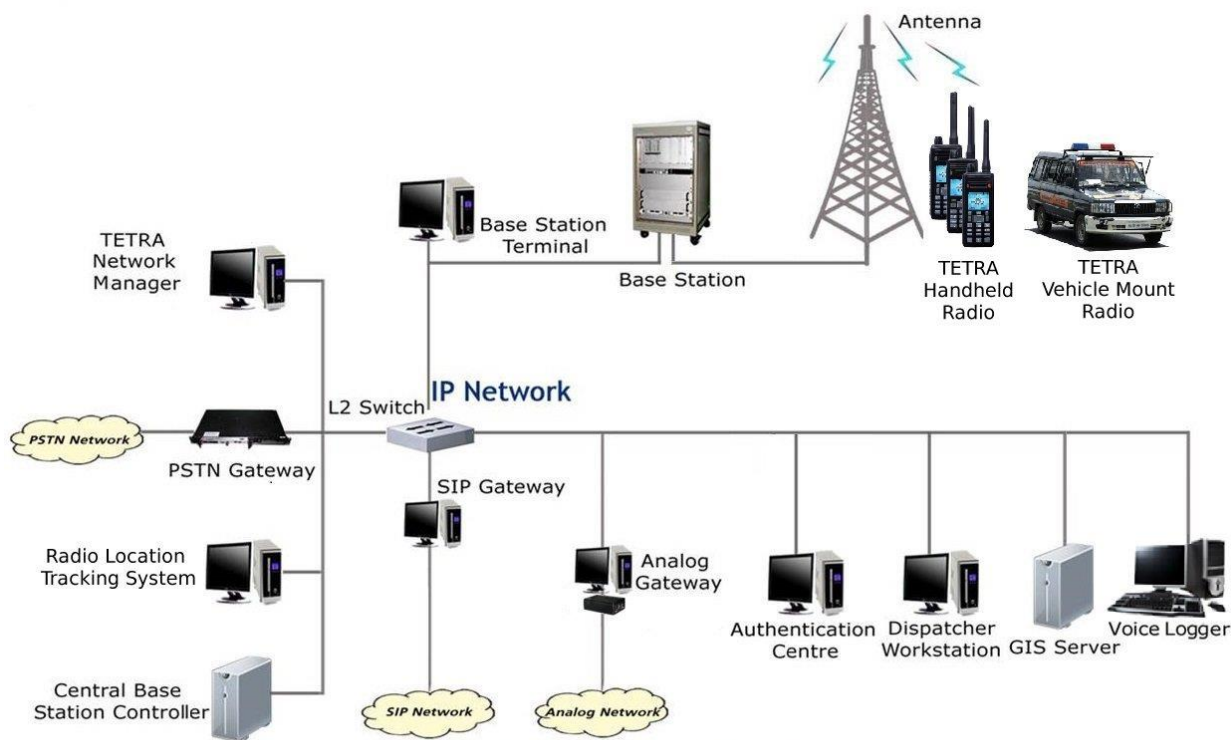 Antenna
TETRA
Network
Manager
Base Station
Terminal
Base Station
TETRA
Handheld
Radio
TETRA
Vehicle Mount
Radio
IP Network
L2 Switch
PSTN Network
PSTN Gateway
SIP Gateway
Radio Location
Tracking System
Analog
Gateway
Authentication
Centre
Dispatcher
Workstation
GIS Server
Voice Logger
Central Base
Station Controller
SIP Network
Analog Network